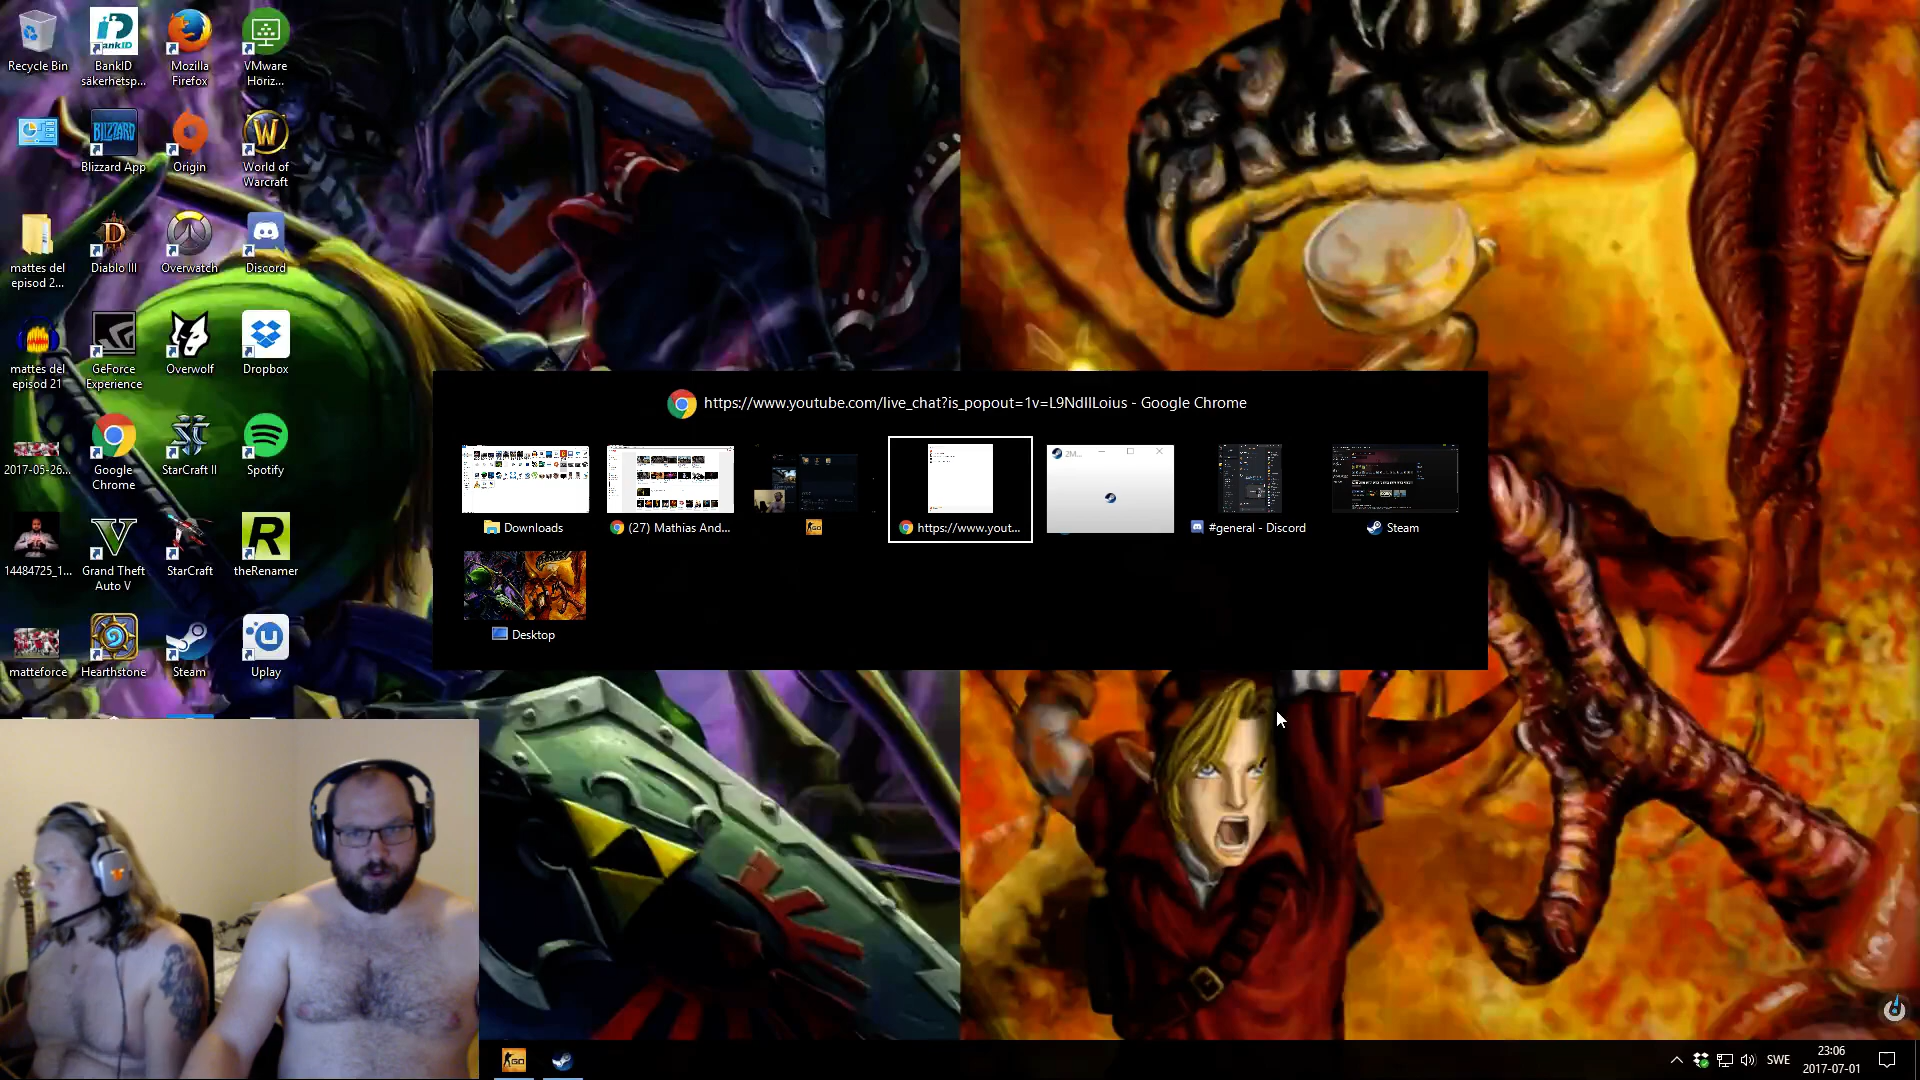 Recycle Bin
BankID
säkerhetsp...
Mozilla
Firefox
VMware
Horiz...
Blizzard App
Origin
World of
Warcraft
mattes del
episod 2...
Diablo III
Overwatch
Discord
mattes del
episod 21
GeForce
Experience
Overwolf
Dropbox
https://www.youtube.com/live_chat?is_popout=1v=L9NdIILoius - Google Chrome
2017-05-26...
Google
Chrome
StarCraft II
Spotify
Downloads
(27) Mathias And...
https://www.yout...
#general - Discord
Steam
14484725_1...
Grand Theft
Auto V
StarCraft
theRenamer
Desktop
matteforce
Hearthstone
Steam
Uplay
SWE
23:06
2017-07-01